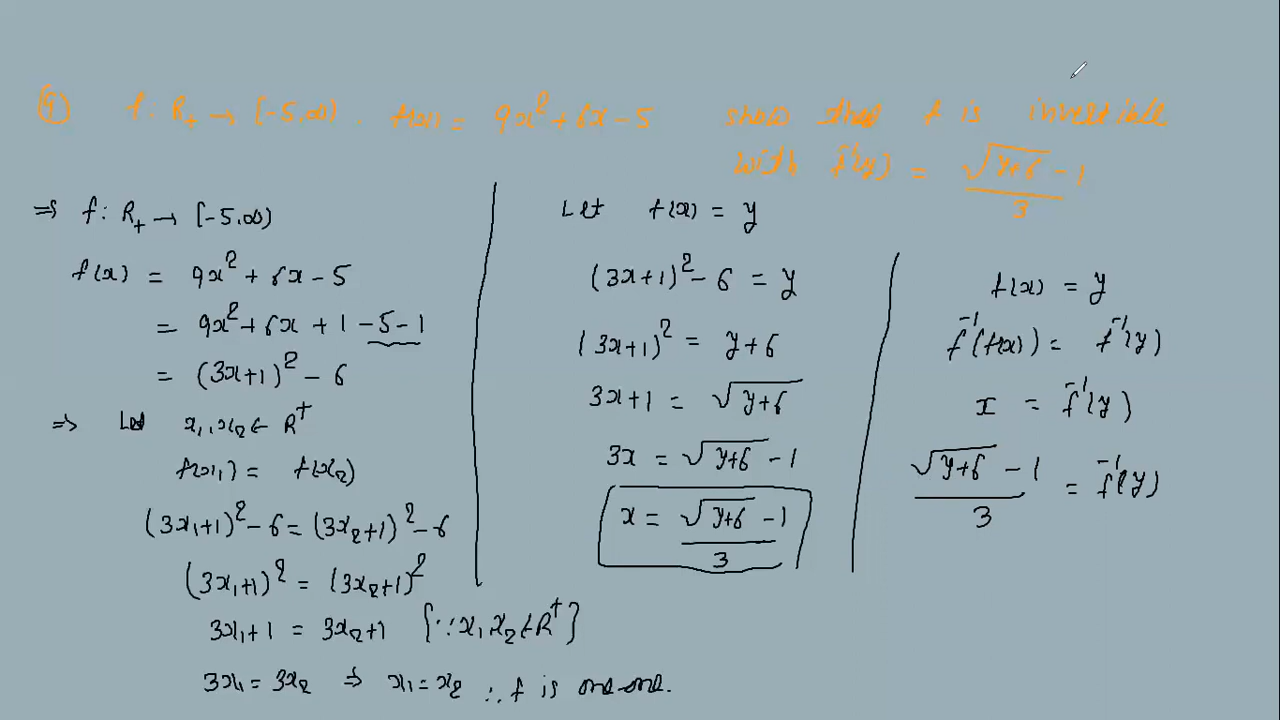 (9) f: R₊ → [-5,∞). f(x) = 9x²+6x-5 show that f is invertible
with f⁻¹(y) = (√(y+6) - 1)/3
⇒ f: R₊ → [-5,∞)
f(x) = 9x²+6x-5
= 9x²+6x+1-5-1
= (3x+1)² - 6
⇒ Let x₁,x₂ ∈ R⁺
f(x₁) = f(x₂)
(3x₁+1)² - 6 = (3x₂+1)² - 6
(3x₁+1)² = (3x₂+1)²
3x₁+1 = 3x₂+1 {∵ x₁ x₂ ∈ R⁺}
3x₁ = 3x₂ ⇒ x₁ = x₂ ∴ f is one-one.
Let f(x) = y
(3x+1)² - 6 = y
(3x+1)² = y+6
3x+1 = √(y+6)
3x = √(y+6) - 1
x = (√(y+6) - 1)/3
f(x) = y
f⁻¹(f(x)) = f⁻¹(y)
x = f⁻¹(y)
(√(y+6) - 1)/3 = f⁻¹(y)